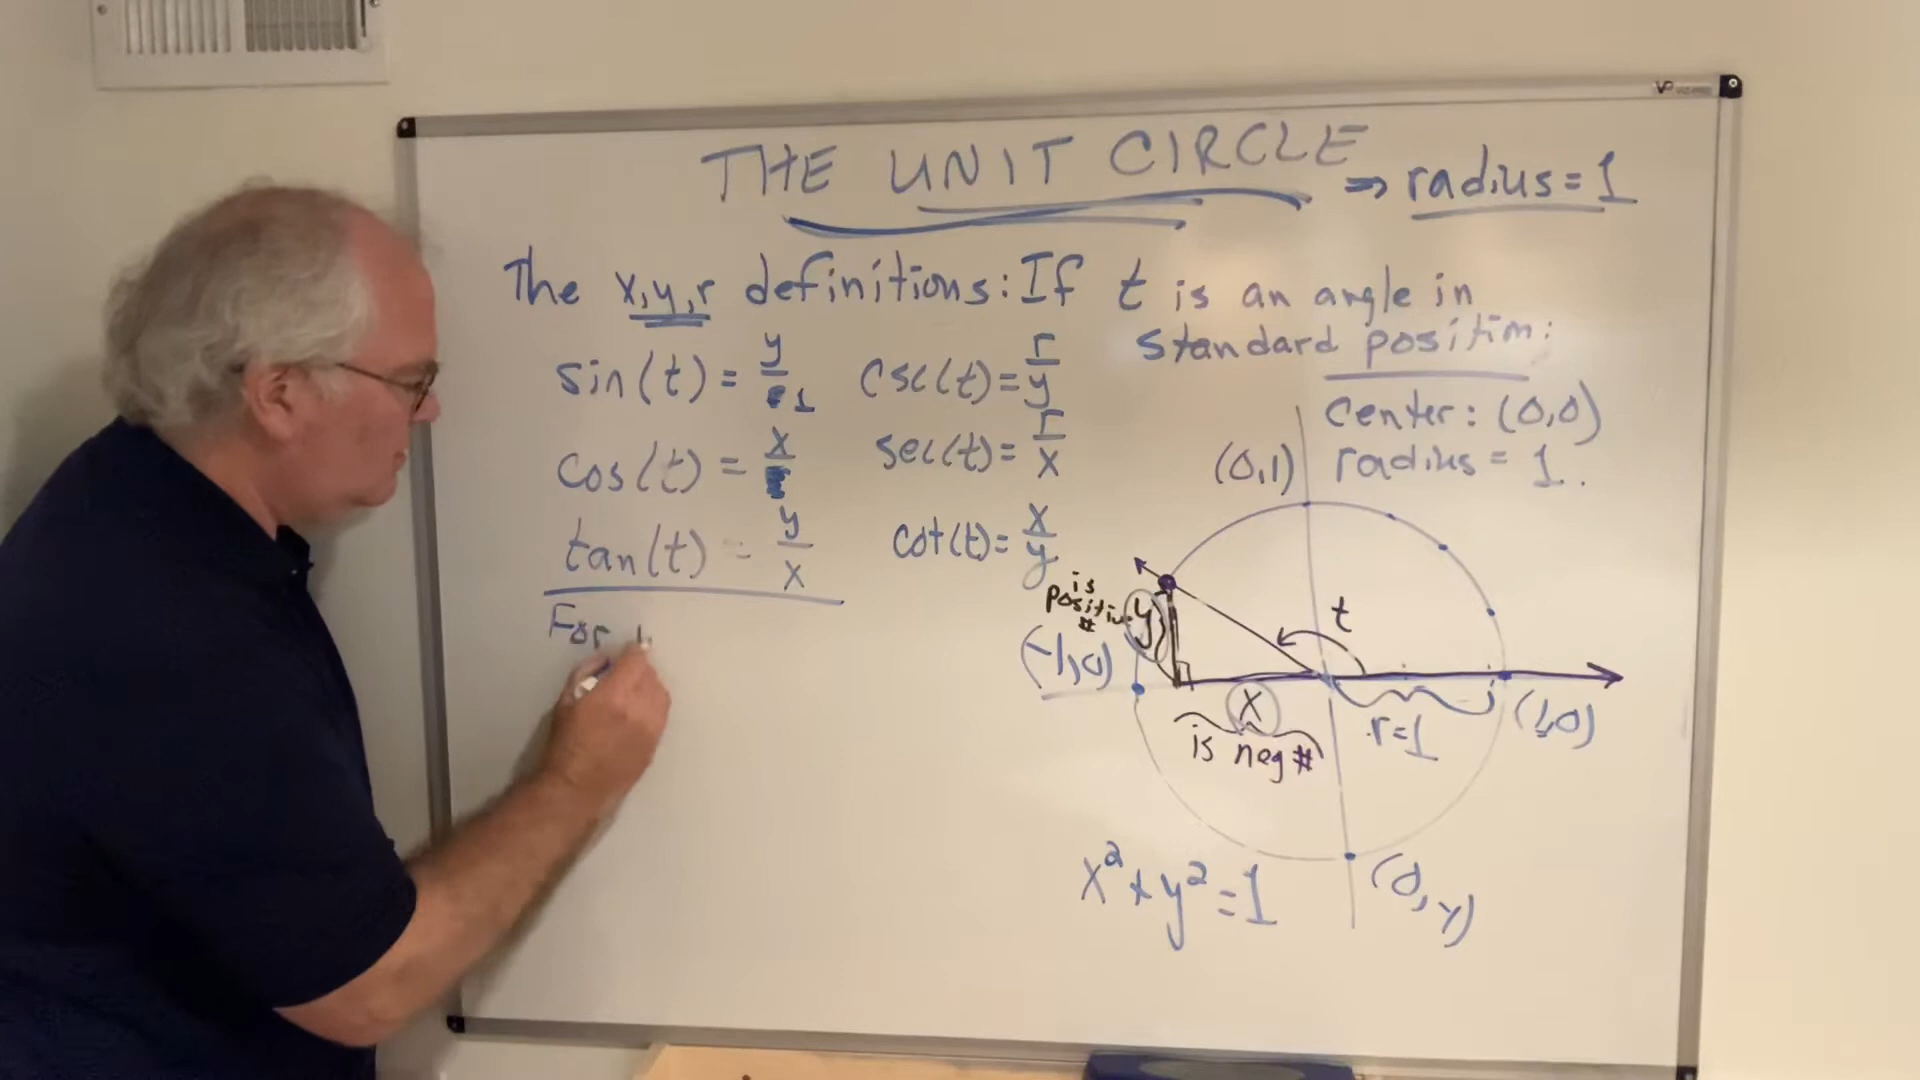 THE UNIT CIRCLE
⇒ radius = 1
The x,y,r definitions: If t is an angle in
standard position:
sin(t) = y/1
csc(t) = r/y
cos(t) = x/
sec(t) = r/x
tan(t) = y/x
cot(t) = x/y
center: (0,0)
radius = 1.
(0,1)
is
positive
#
y
t
(-1,0)
x
is neg #
r=1
(1,0)
x² + y² = 1
For